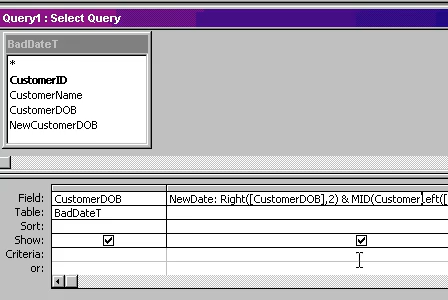 Query1 : Select Query
BadDateT
*
CustomerID
CustomerName
CustomerDOB
NewCustomerDOB
Field: CustomerDOB NewDate: Right([CustomerDOB],2) & MID(Customer Left([
Table: BadDateT
Sort:
Show:
Criteria:
or: